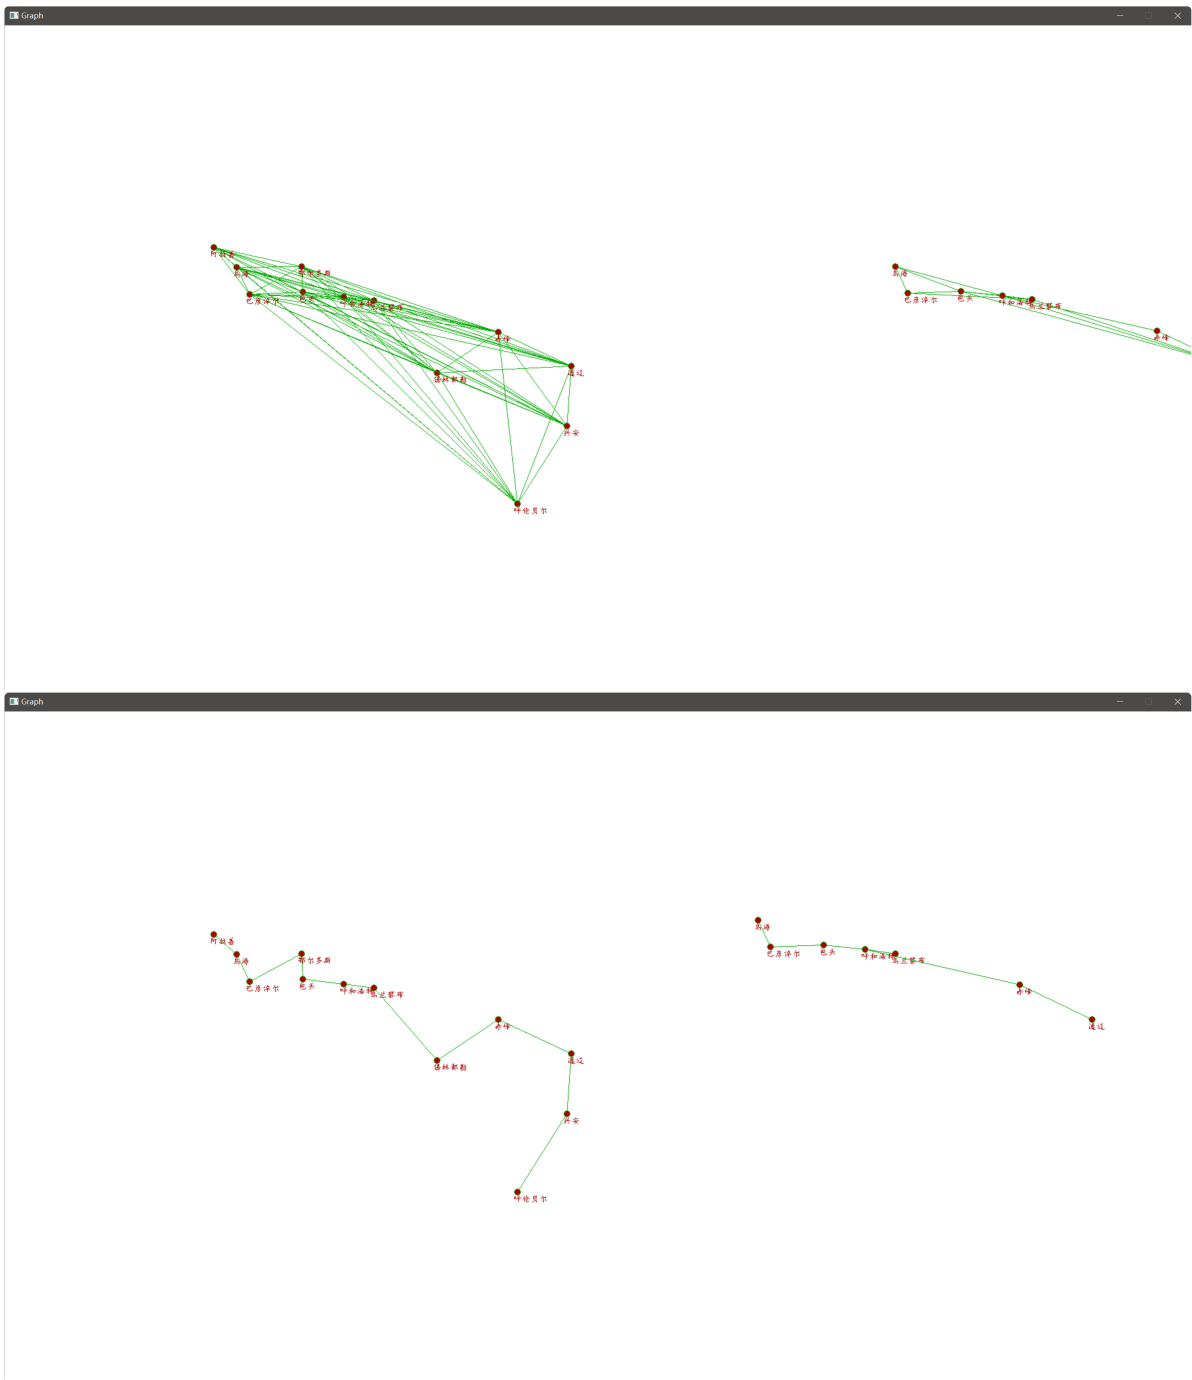 Graph
阿拉善
乌海
鄂尔多斯
巴彦淖尔
包头
呼和浩特
乌兰察布
赤峰
通辽
锡林郭勒
兴安
呼伦贝尔
乌海
巴彦淖尔
包头
呼和浩特
乌兰察布
赤峰
Graph
阿拉善
乌海
鄂尔多斯
巴彦淖尔
包头
呼和浩特
乌兰察布
赤峰
通辽
锡林郭勒
兴安
呼伦贝尔
乌海
巴彦淖尔
包头
呼和浩特
乌兰察布
赤峰
通辽